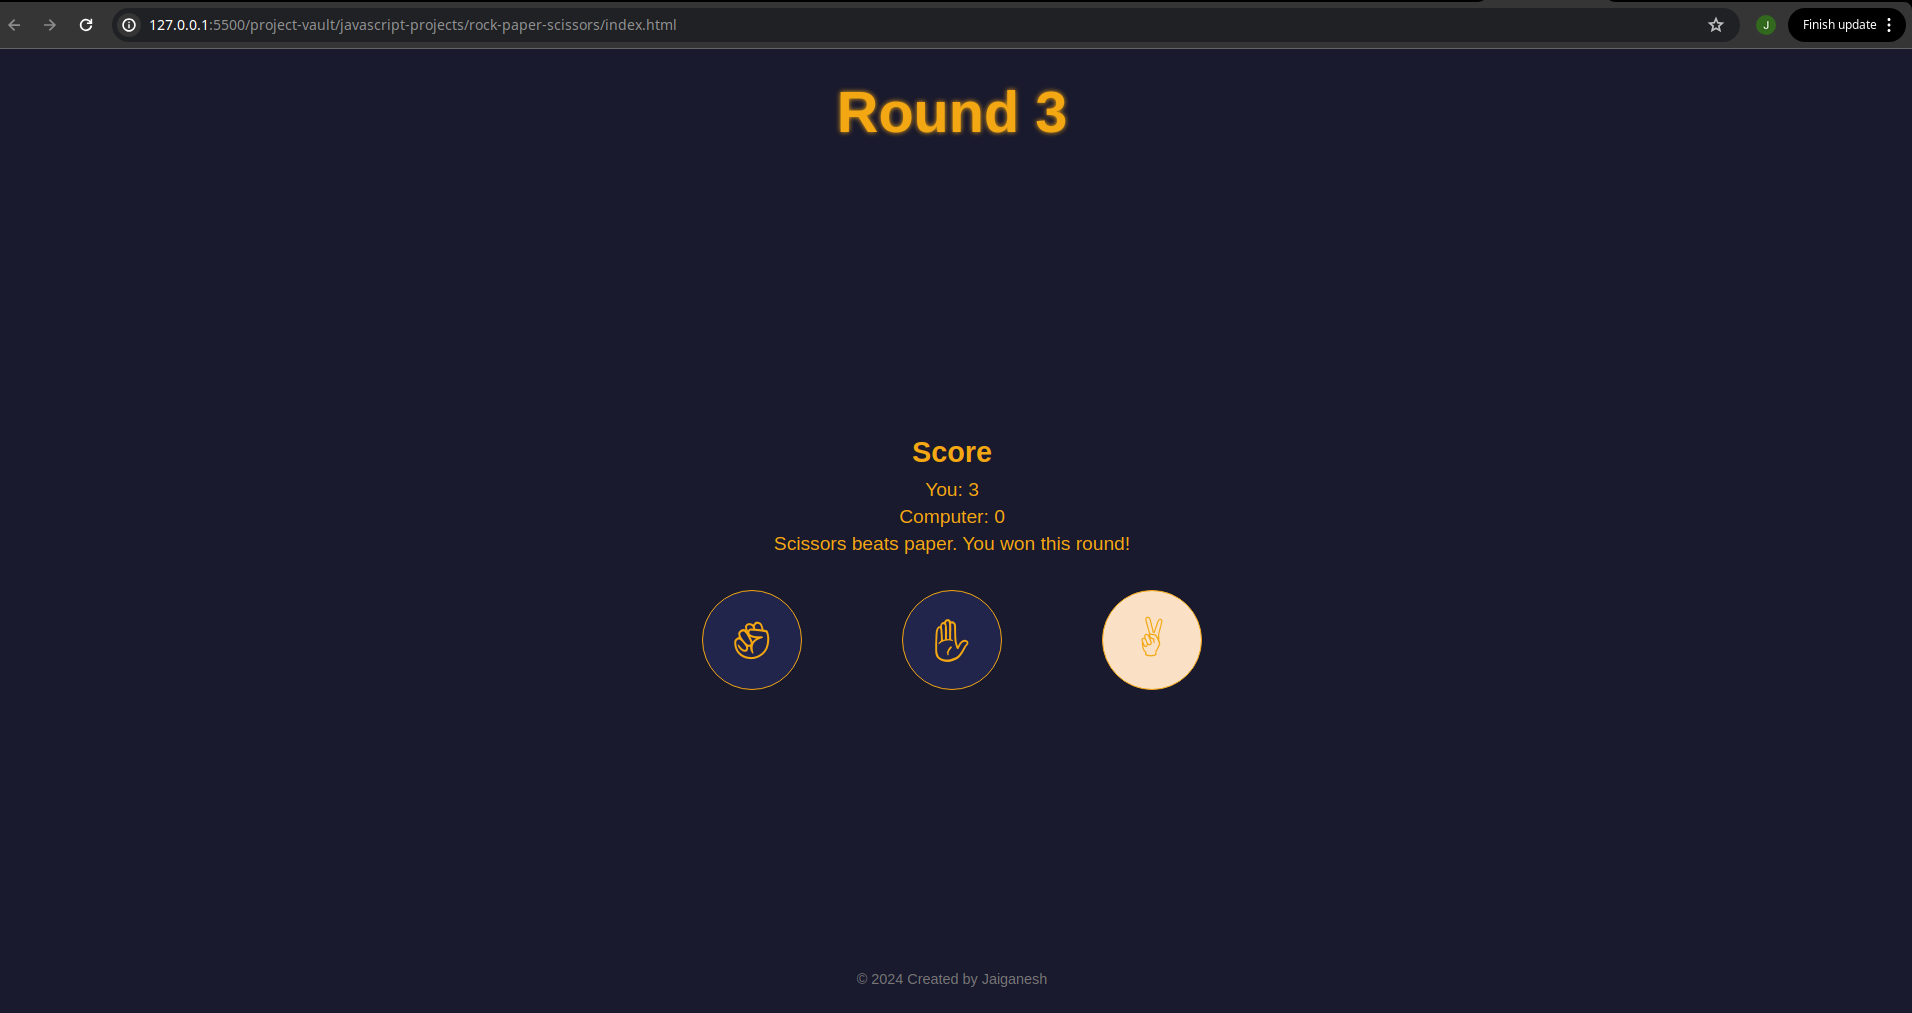 127.0.0.1:5500/project-vault/javascript-projects/rock-paper-scissors/index.html
J
Finish update
Round 3
Score
You: 3
Computer: 0
Scissors beats paper. You won this round!
© 2024 Created by Jaiganesh